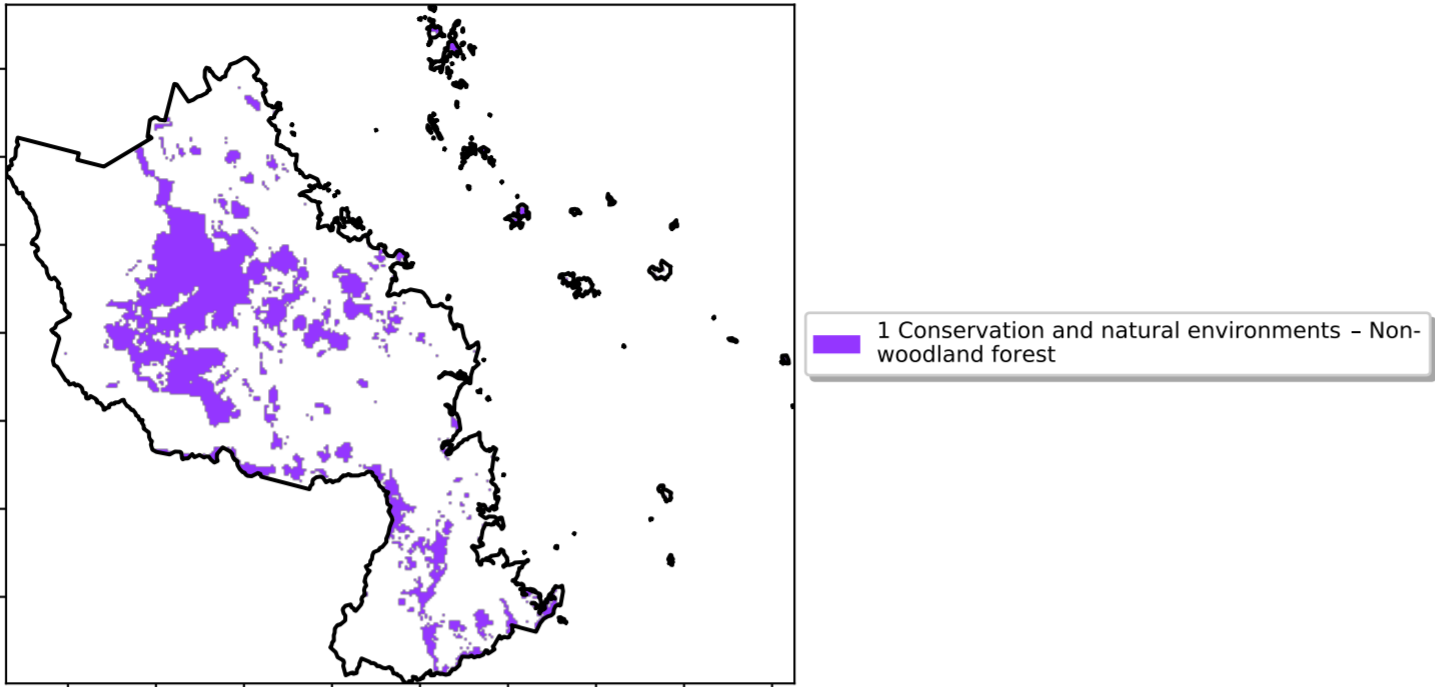 1 Conservation and natural environments – Non-
woodland forest